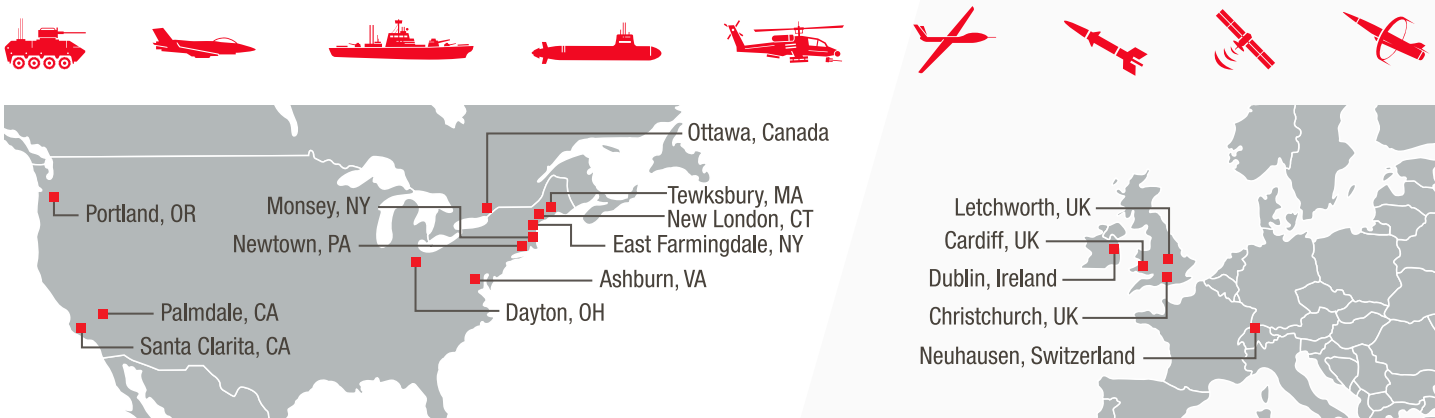 Ottawa, Canada
Portland, OR
Monsey, NY
Tewksbury, MA
New London, CT
Newtown, PA
East Farmingdale, NY
Ashburn, VA
Palmdale, CA
Dayton, OH
Santa Clarita, CA
Letchworth, UK
Cardiff, UK
Dublin, Ireland
Christchurch, UK
Neuhausen, Switzerland